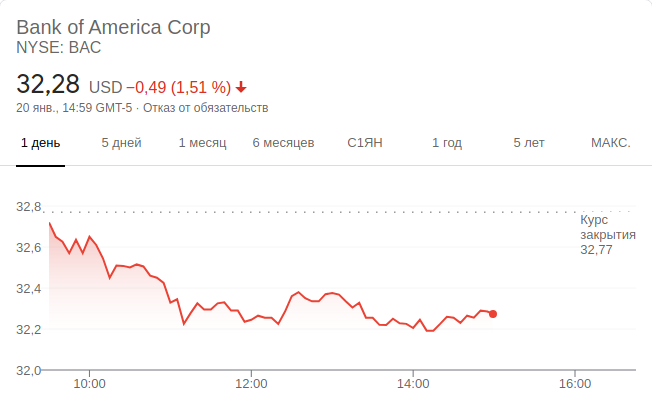 Bank of America Corp
NYSE: BAC
32,28 USD −0,49 (1,51 %)
20 янв., 14:59 GMT-5 · Отказ от обязательств
1 день 5 дней 1 месяц 6 месяцев С1ЯН 1 год 5 лет МАКС.
32,8
Курс
закрытия
32,77
32,6
32,4
32,2
32,0
10:00 12:00 14:00 16:00